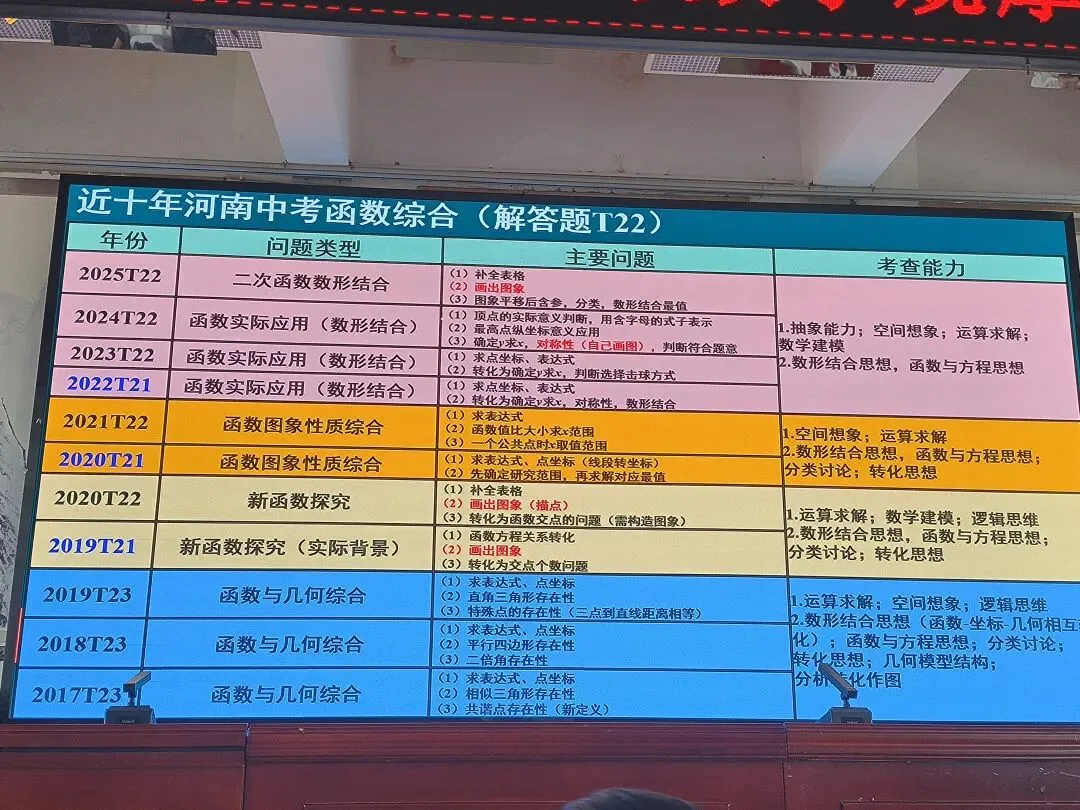 近十年河南中考函数综合（解答题T22）
年份 问题类型 主要问题 考查能力
2025T22 二次函数数形结合
（1）补全表格
（2）画出图象
（3）图象平移后含参，分类，数形结合最值
2024T22 函数实际应用（数形结合）
（1）顶点的实际意义判断，用含字母的式子表示
（2）最高点纵坐标意义应用
（3）确定y求x，对称性（自己画图），判断符合题意
2023T22 函数实际应用（数形结合）
（1）求点坐标、表达式
（2）转化为确定y求x，判断选择击球方式
2022T21 函数实际应用（数形结合）
（1）求点坐标、表达式
（2）转化为确定y求x，对称性，数形结合
1.抽象能力；空间想象；运算求解；
数学建模
2.数形结合思想，函数与方程思想
2021T22 函数图象性质综合
（1）求表达式
（2）函数值比大小求x范围
（3）一个公共点时x取值范围
2020T21 函数图象性质综合
（1）求表达式、点坐标（线段转坐标）
（2）先确定研究范围，再求解对应最值
1.空间想象；运算求解
2.数形结合思想，函数与方程思想；
分类讨论；转化思想
2020T22 新函数探究
（1）补全表格
（2）画出图象（描点）
（3）转化为函数交点的问题（需构造图象）
2019T21 新函数探究（实际背景）
（1）函数方程关系转化
（2）画出图象
（3）转化为交点个数问题
1.运算求解；数学建模；逻辑思维
2.数形结合思想，函数与方程思想；
分类讨论；转化思想
2019T23 函数与几何综合
（1）求表达式、点坐标
（2）直角三角形存在性
（3）特殊点的存在性（三点到直线距离相等）
2018T23 函数与几何综合
（1）求表达式、点坐标
（2）平行四边形存在性
（3）二倍角存在性
2017T23 函数与几何综合
（1）求表达式、点坐标
（2）相似三角形存在性
（3）共谐点存在性（新定义）
1.运算求解；空间想象；逻辑思维
2.数形结合思想（函数-坐标-几何相互
化）；函数与方程思想；分类讨论；
转化思想；几何模型结构；
分析转化作图